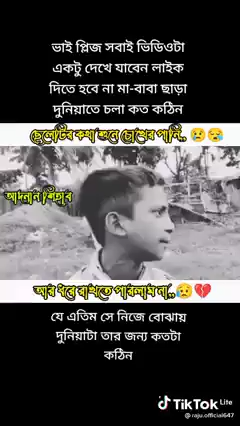 ভাই প্লিজ সবাই ভিডিওটা
একটু দেখে যাবেন লাইক
দিতে হবে না মা-বাবা ছাড়া
দুনিয়াতে চলা কত কঠিন
ছেলেটির কথা শুনে চোখের পানি..😢😪
আদনান শিহাব
আর ধরে রাখতে পারলাম না..😥💔
যে এতিম সে নিজে বোঝায়
দুনিয়াটা তার জন্য কতটা
কঠিন
TikTok Lite
@ raju.official647